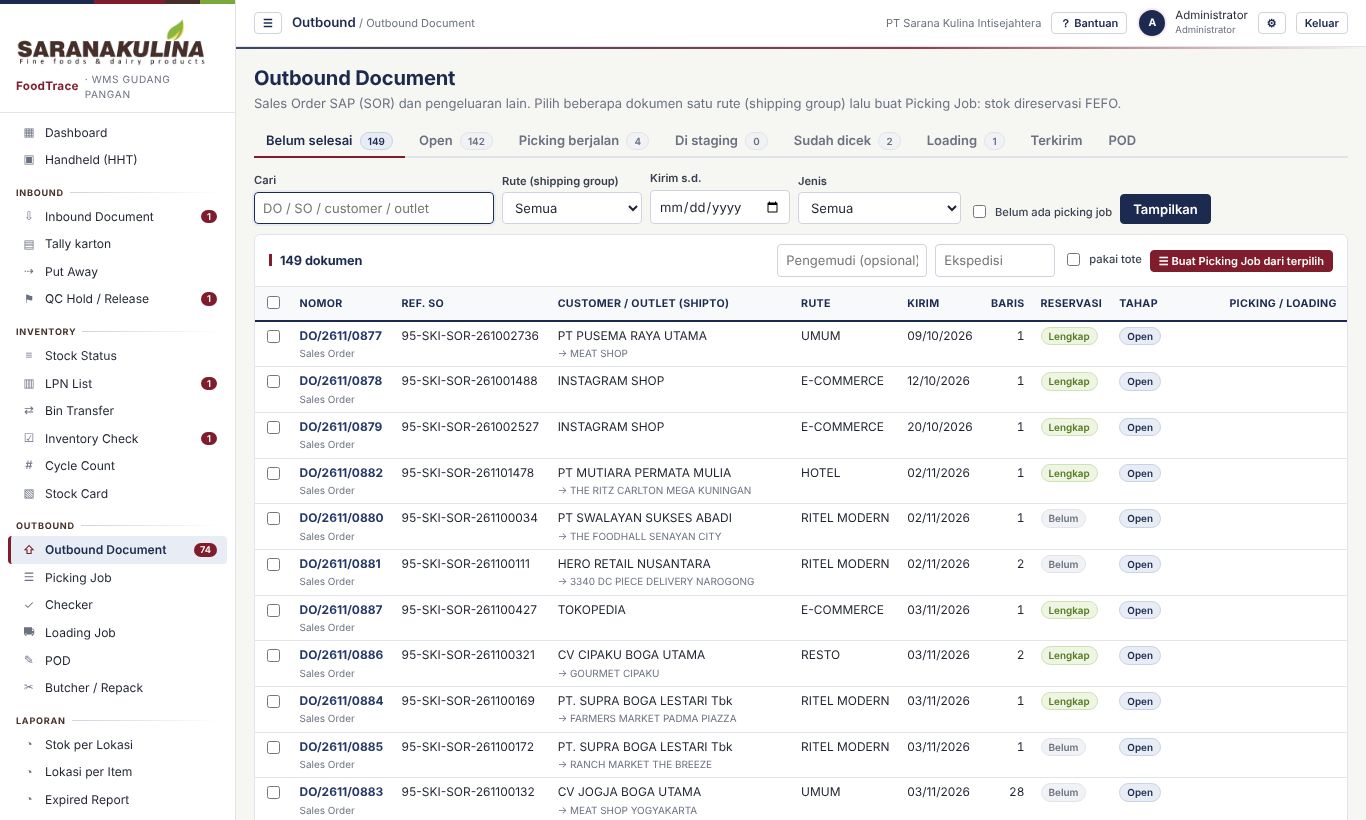 SARANAKULINA
Fine foods & dairy products
FoodTrace · WMS GUDANG PANGAN
Dashboard
Handheld (HHT)
INBOUND
Inbound Document 1
Tally karton
Put Away
QC Hold / Release 1
INVENTORY
Stock Status
LPN List 1
Bin Transfer
Inventory Check 1
Cycle Count
Stock Card
OUTBOUND
Outbound Document 74
Picking Job
Checker
Loading Job
POD
Butcher / Repack
LAPORAN
Stok per Lokasi
Lokasi per Item
Expired Report
☰ Outbound / Outbound Document PT Sarana Kulina Intisejahtera ? Bantuan A Administrator ⚙ Keluar
Administrator
Outbound Document
Sales Order SAP (SOR) dan pengeluaran lain. Pilih beberapa dokumen satu rute (shipping group) lalu buat Picking Job: stok direservasi FEFO.
Belum selesai 149 Open 142 Picking berjalan 4 Di staging 0 Sudah dicek 2 Loading 1 Terkirim POD
Cari Rute (shipping group) Kirim s.d. Jenis
DO / SO / customer / outlet Semua mm/dd/yyyy Semua Belum ada picking job Tampilkan
149 dokumen Pengemudi (opsional) Ekspedisi pakai tote ☰ Buat Picking Job dari terpilih
NOMOR REF. SO CUSTOMER / OUTLET (SHIPTO) RUTE KIRIM BARIS RESERVASI TAHAP PICKING / LOADING
DO/2611/0877 95-SKI-SOR-261002736 PT PUSEMA RAYA UTAMA UMUM 09/10/2026 1 Lengkap Open
Sales Order → MEAT SHOP
DO/2611/0878 95-SKI-SOR-261001488 INSTAGRAM SHOP E-COMMERCE 12/10/2026 1 Lengkap Open
Sales Order
DO/2611/0879 95-SKI-SOR-261002527 INSTAGRAM SHOP E-COMMERCE 20/10/2026 1 Lengkap Open
Sales Order
DO/2611/0882 95-SKI-SOR-261101478 PT MUTIARA PERMATA MULIA HOTEL 02/11/2026 1 Lengkap Open
Sales Order → THE RITZ CARLTON MEGA KUNINGAN
DO/2611/0880 95-SKI-SOR-261100034 PT SWALAYAN SUKSES ABADI RITEL MODERN 02/11/2026 1 Belum Open
Sales Order → THE FOODHALL SENAYAN CITY
DO/2611/0881 95-SKI-SOR-261100111 HERO RETAIL NUSANTARA RITEL MODERN 02/11/2026 2 Belum Open
Sales Order → 3340 DC PIECE DELIVERY NAROGONG
DO/2611/0887 95-SKI-SOR-261100427 TOKOPEDIA E-COMMERCE 03/11/2026 1 Lengkap Open
Sales Order
DO/2611/0886 95-SKI-SOR-261100321 CV CIPAKU BOGA UTAMA RESTO 03/11/2026 2 Lengkap Open
Sales Order → GOURMET CIPAKU
DO/2611/0884 95-SKI-SOR-261100169 PT. SUPRA BOGA LESTARI Tbk RITEL MODERN 03/11/2026 1 Lengkap Open
Sales Order → FARMERS MARKET PADMA PIAZZA
DO/2611/0885 95-SKI-SOR-261100172 PT. SUPRA BOGA LESTARI Tbk RITEL MODERN 03/11/2026 1 Belum Open
Sales Order → RANCH MARKET THE BREEZE
DO/2611/0883 95-SKI-SOR-261100132 CV JOGJA BOGA UTAMA UMUM 03/11/2026 28 Belum Open
Sales Order → MEAT SHOP YOGYAKARTA